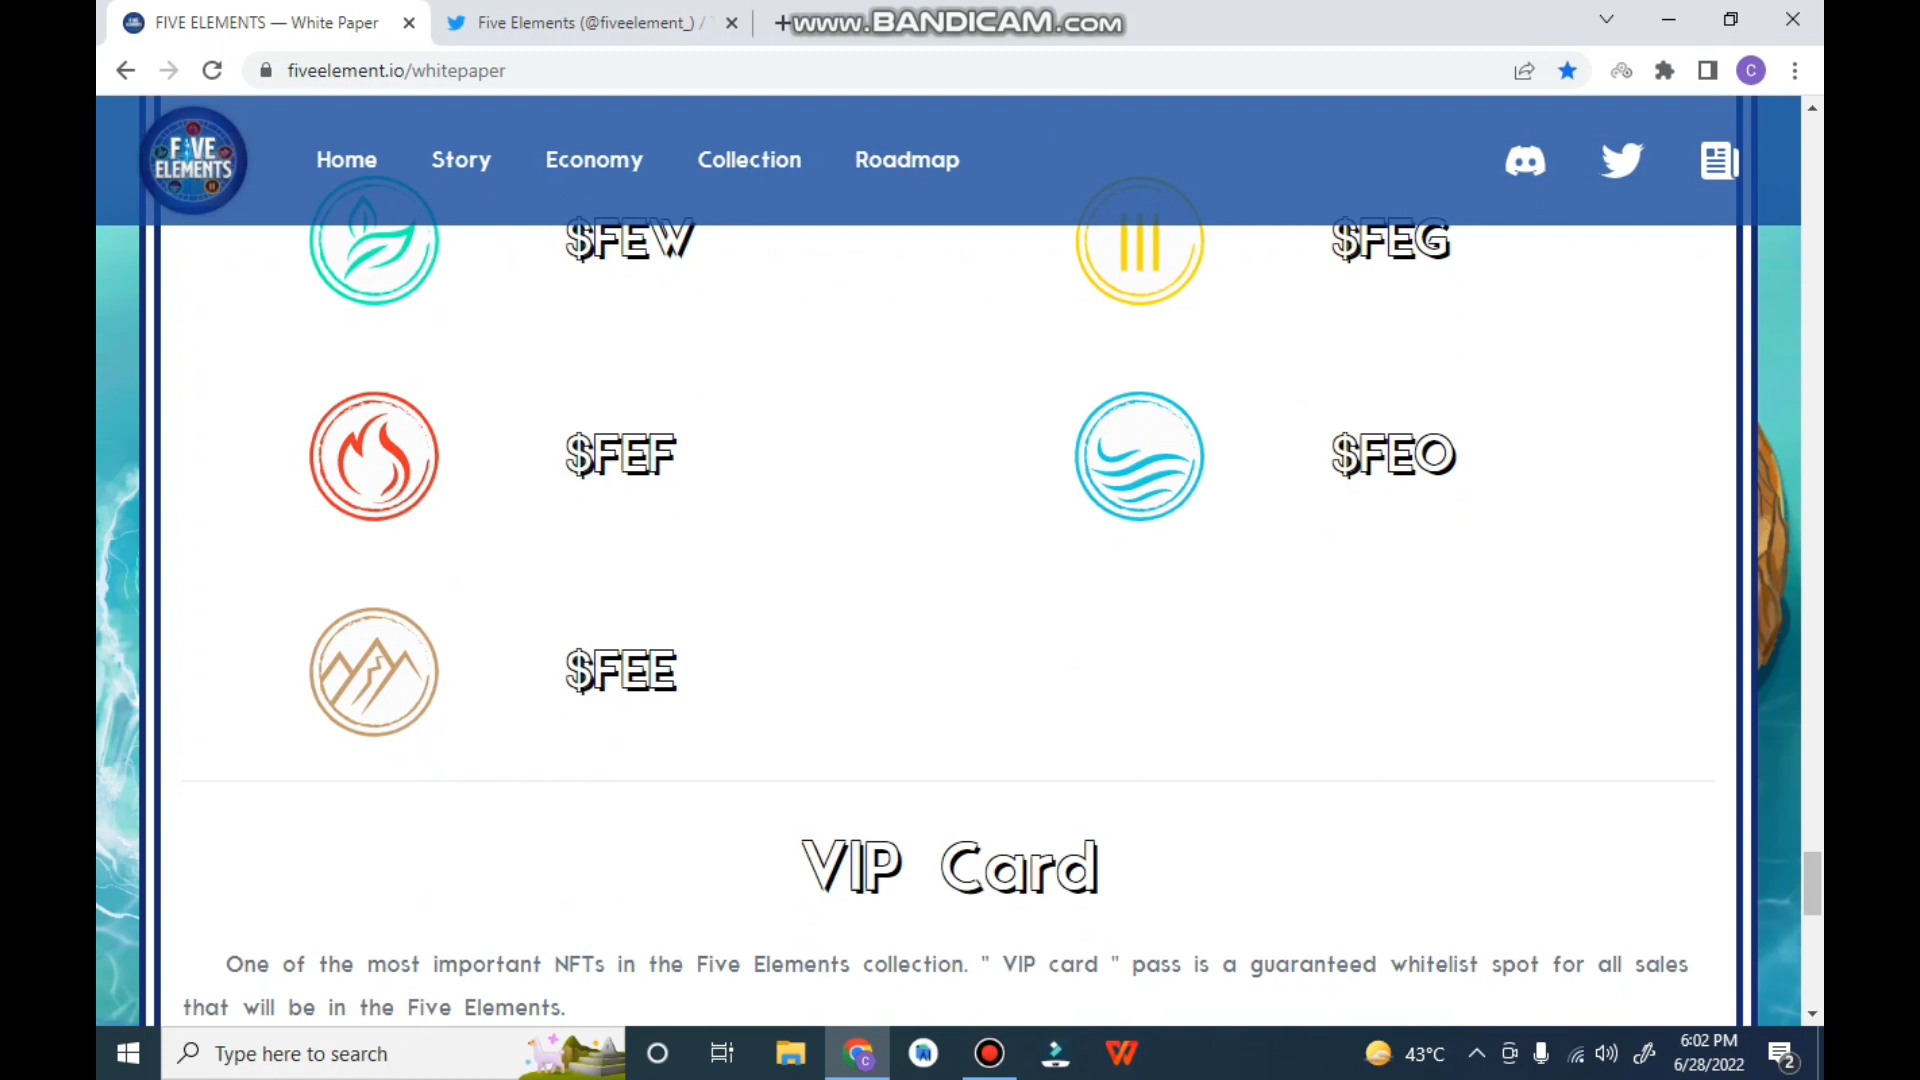 FIVE ELEMENTS — White Paper
Five Elements (@fiveelement_) /
www.BANDICAM.com
fiveelement.io/whitepaper
C
FIVE ELEMENTS
Home Story Economy Collection Roadmap
$FEW
$FEG
$FEF
$FEO
$FEE
VIP Card
One of the most important NFTs in the Five Elements collection. " VIP card " pass is a guaranteed whitelist spot for all sales
that will be in the Five Elements.
Type here to search
43°C
6:02 PM
6/28/2022
2